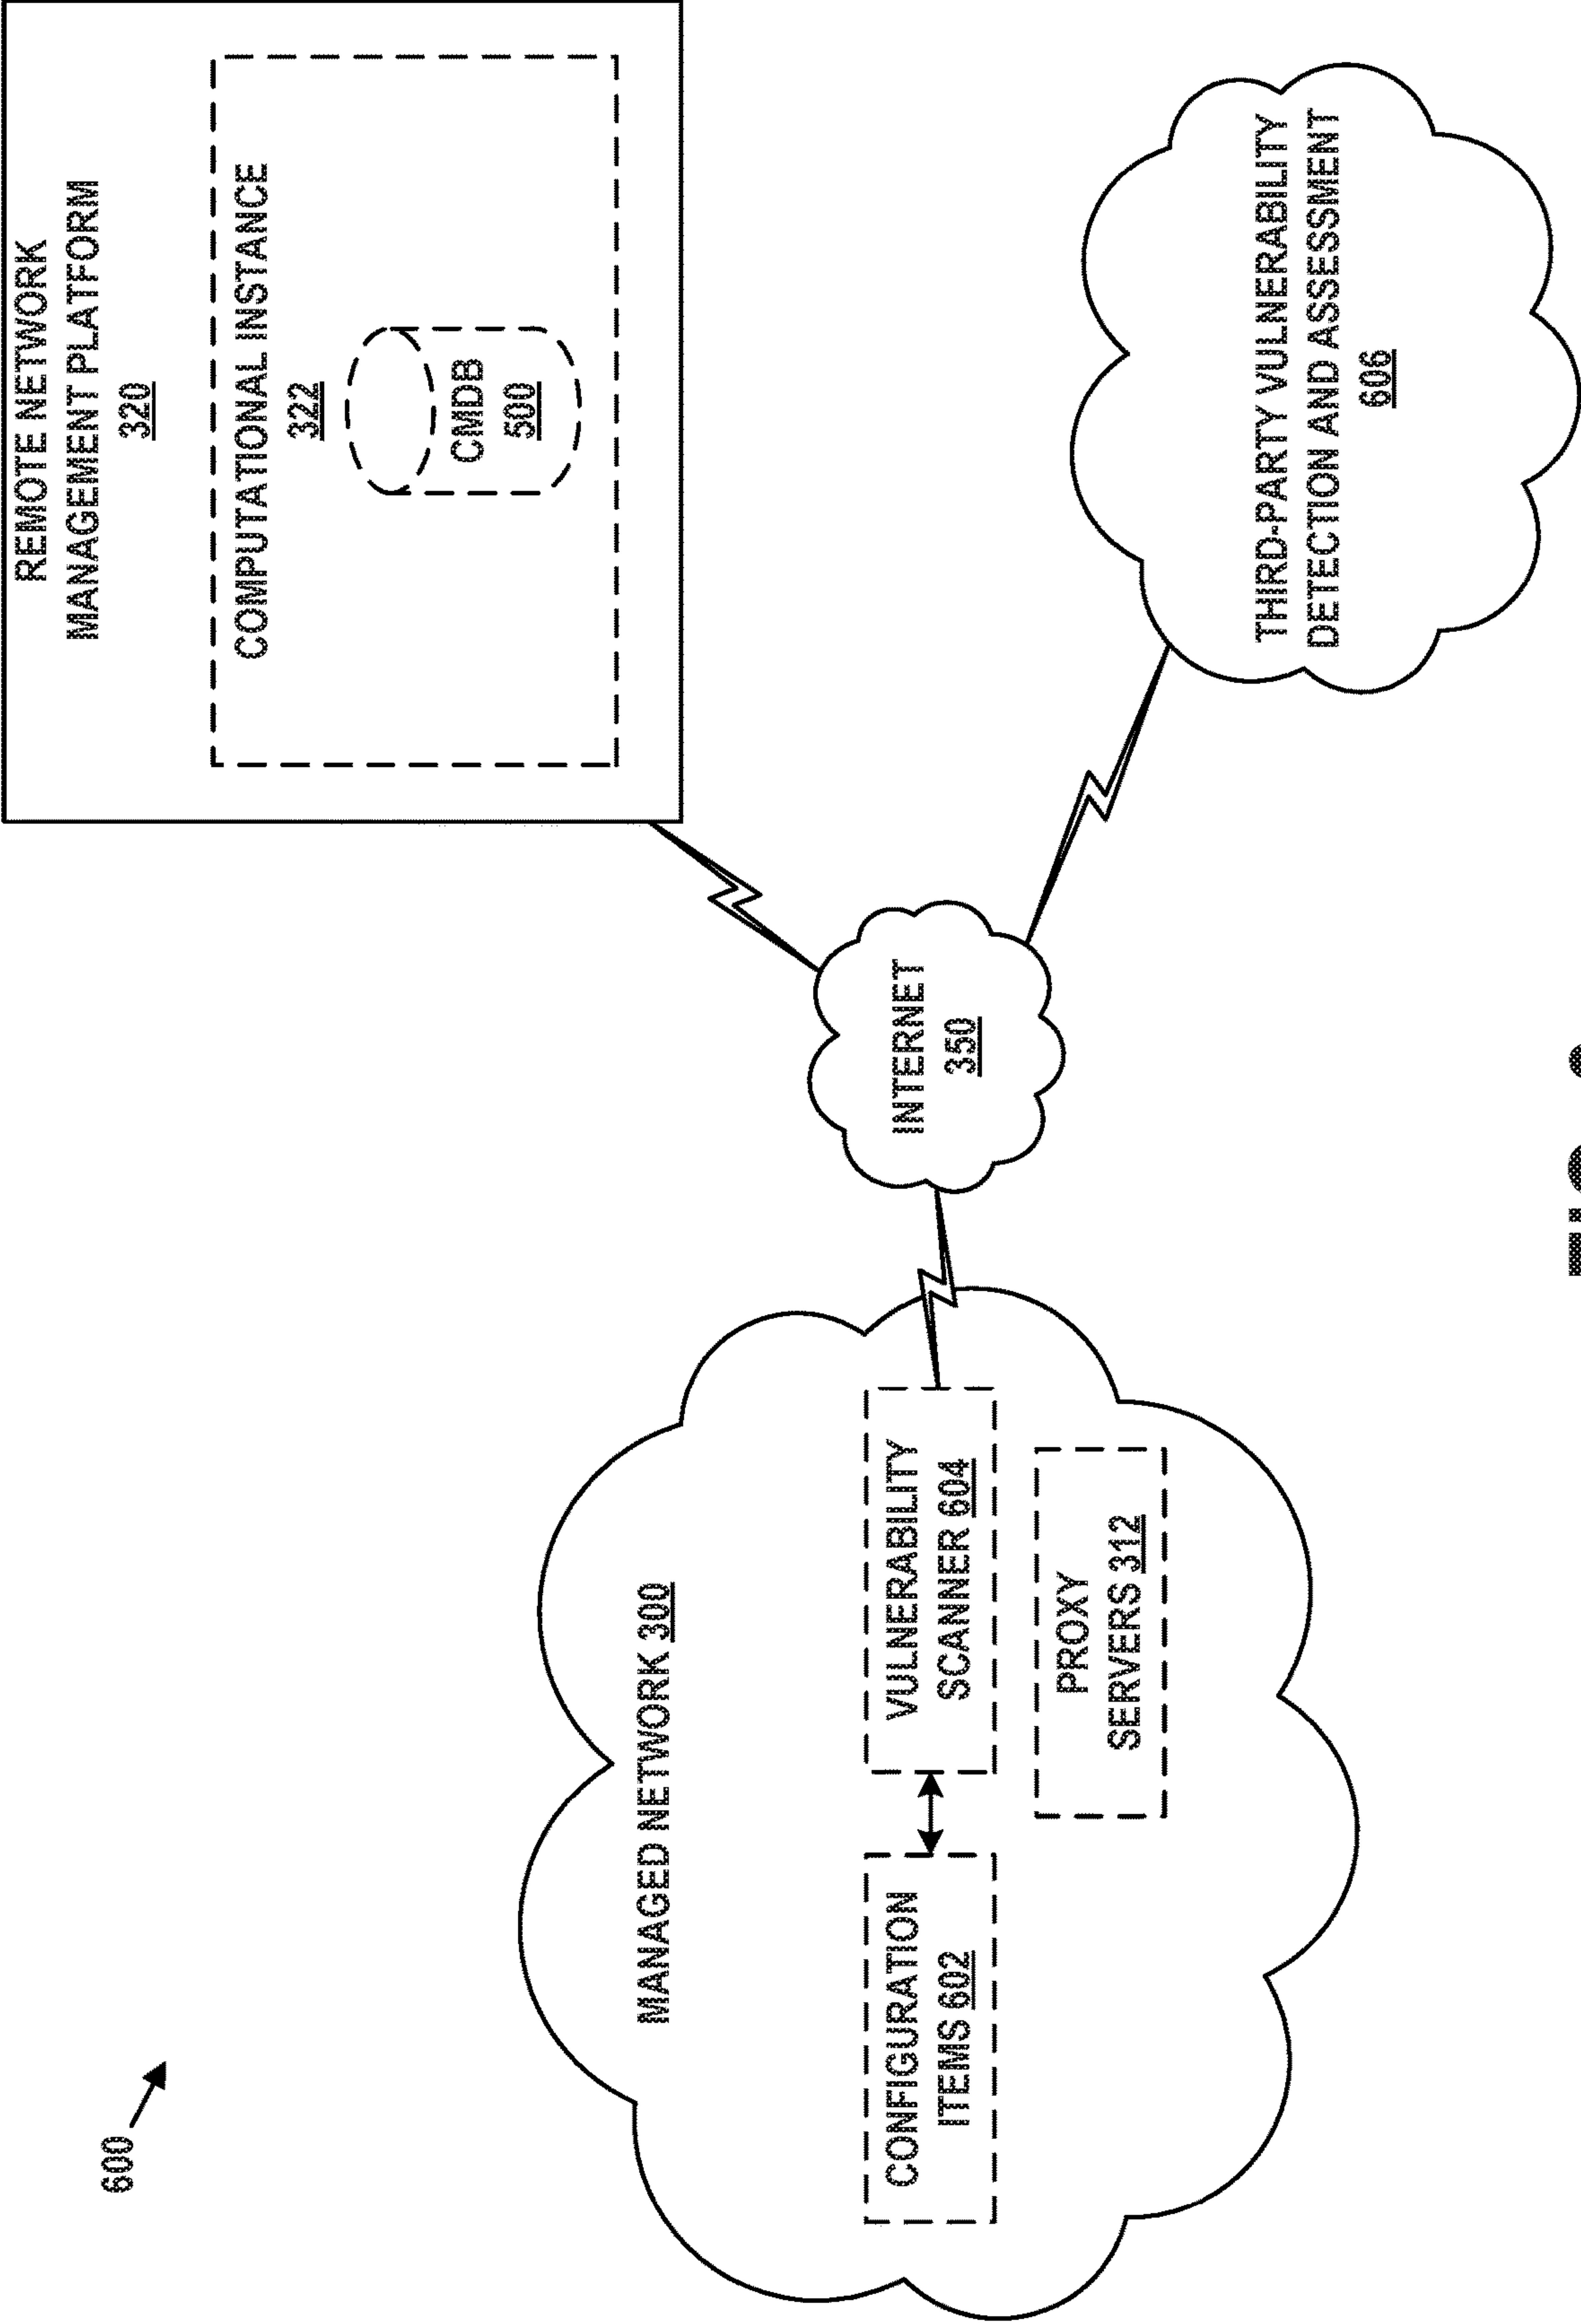 600
MANAGED NETWORK 300
CONFIGURATION
ITEMS 602
VULNERABILITY
SCANNER 604
PROXY
SERVERS 312
INTERNET
350
REMOTE NETWORK
MANAGEMENT PLATFORM
320
COMPUTATIONAL INSTANCE
322
CMDB
500
THIRD-PARTY VULNERABILITY
DETECTION AND ASSESSMENT
606